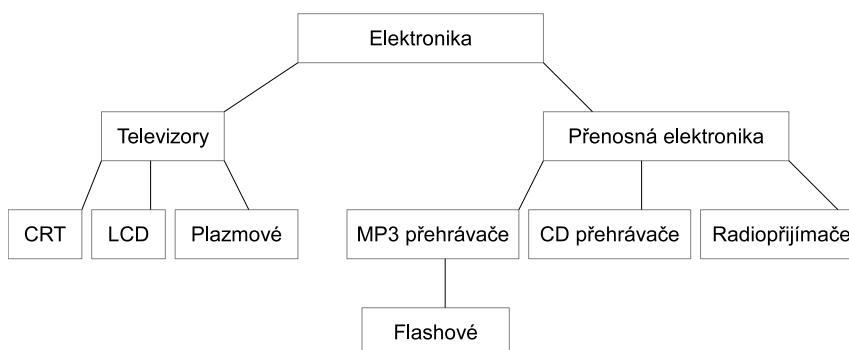 Elektronika
Televizory
Přenosná elektronika
CRT
LCD
Plazmové
MP3 přehrávače
CD přehrávače
Radiopřijímače
Flashové